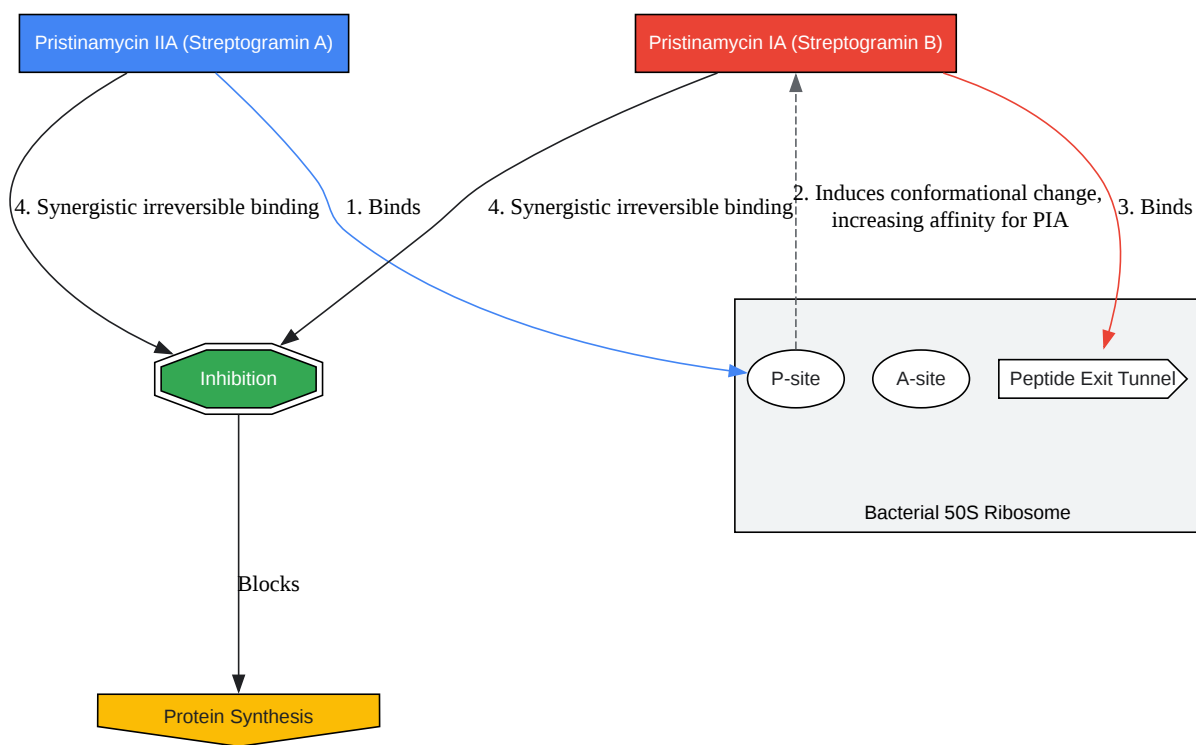 Pristinamycin IIA (Streptogramin A)
Pristinamycin IA (Streptogramin B)
4. Synergistic irreversible binding
1. Binds
4. Synergistic irreversible binding
2. Induces conformational change,
increasing affinity for PIA
3. Binds
Inhibition
P-site
A-site
Peptide Exit Tunnel
Bacterial 50S Ribosome
Blocks
Protein Synthesis